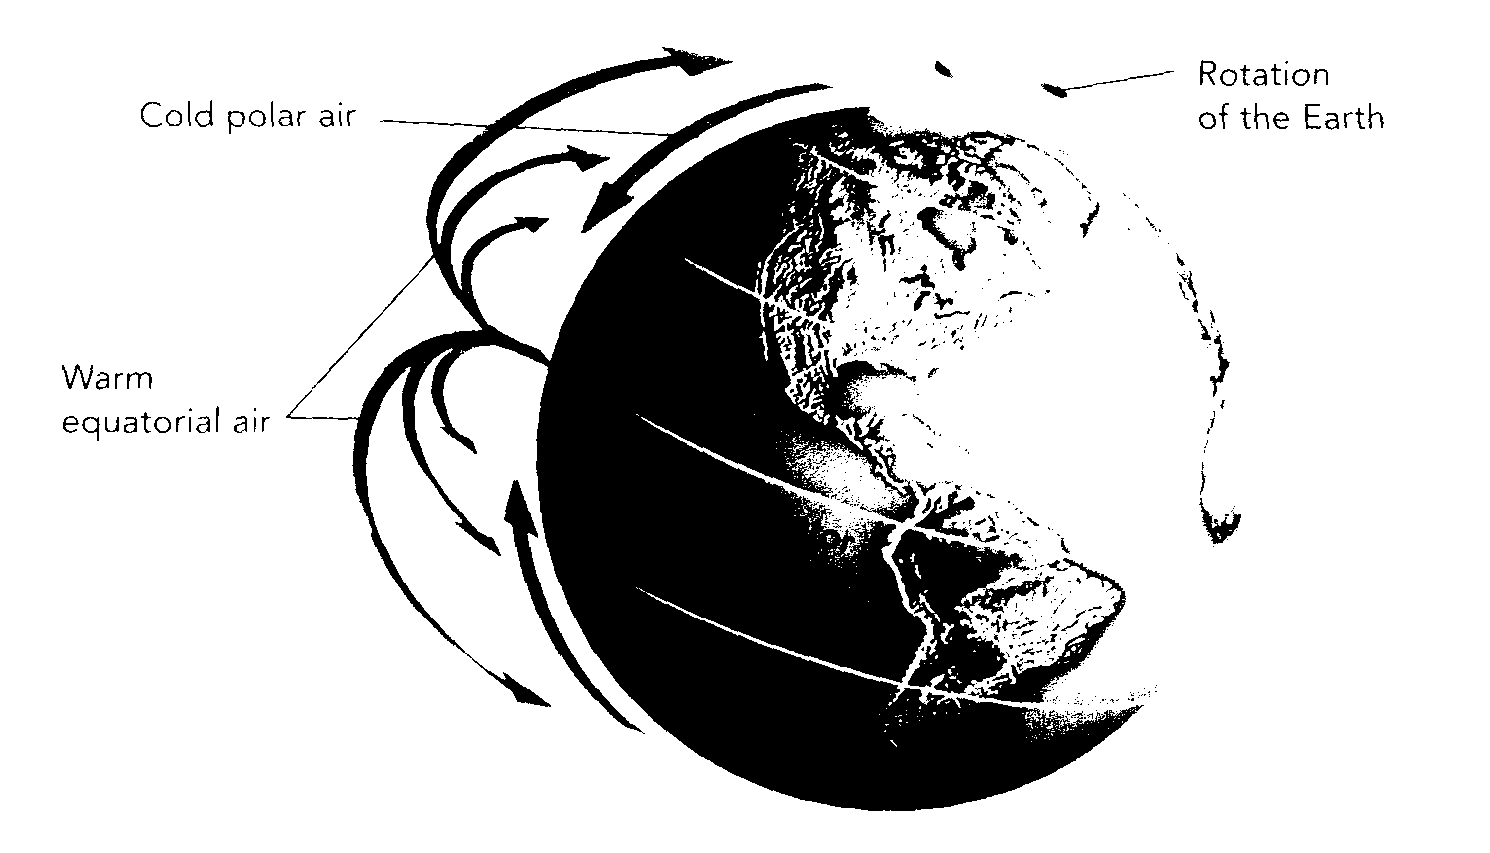 Cold polar air
Rotation
of the Earth
Warm
equatorial air